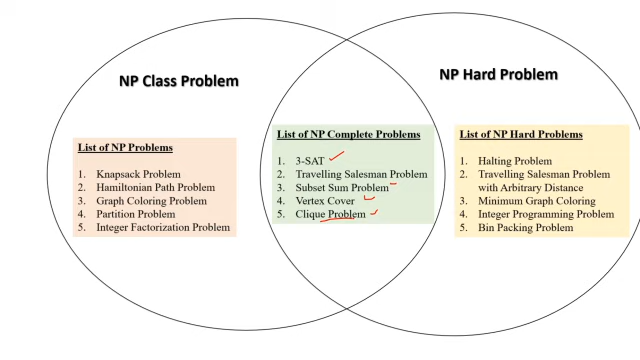 NP Class Problem
NP Hard Problem
List of NP Problems
1. Knapsack Problem
2. Hamiltonian Path Problem
3. Graph Coloring Problem
4. Partition Problem
5. Integer Factorization Problem
List of NP Complete Problems
1. 3-SAT
2. Travelling Salesman Problem
3. Subset Sum Problem
4. Vertex Cover
5. Clique Problem
List of NP Hard Problems
1. Halting Problem
2. Travelling Salesman Problem
with Arbitrary Distance
3. Minimum Graph Coloring
4. Integer Programming Problem
5. Bin Packing Problem